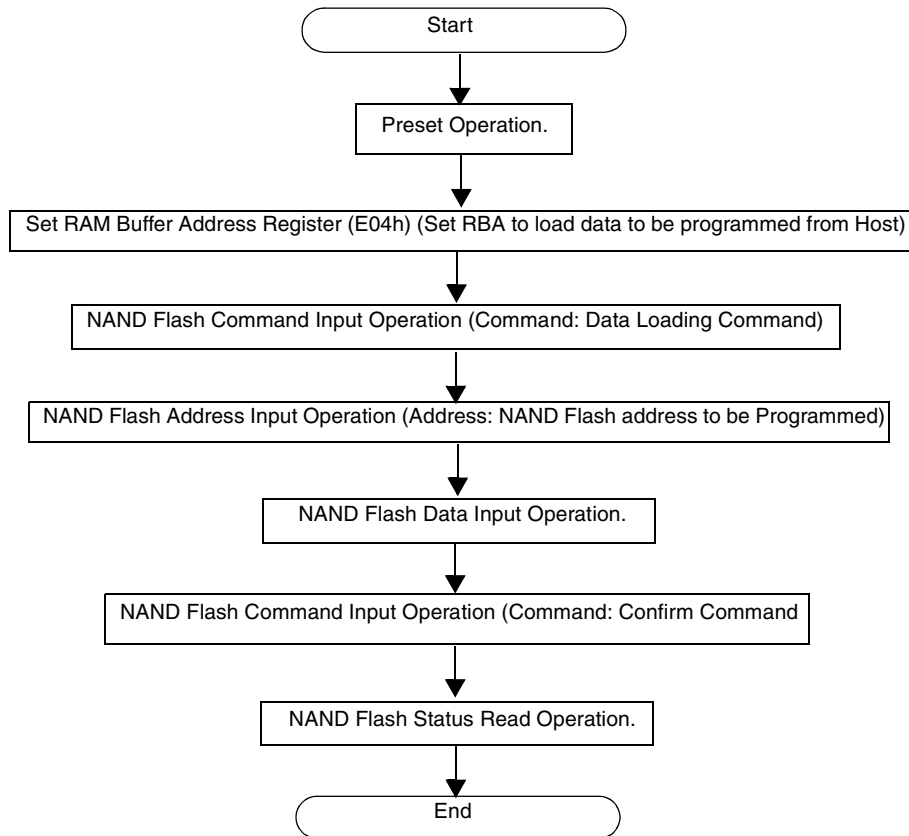 Start
Preset Operation.
Set RAM Buffer Address Register (E04h) (Set RBA to load data to be programmed from Host)
NAND Flash Command Input Operation (Command: Data Loading Command)
NAND Flash Address Input Operation (Address: NAND Flash address to be Programmed)
NAND Flash Data Input Operation.
NAND Flash Command Input Operation (Command: Confirm Command
NAND Flash Status Read Operation.
End